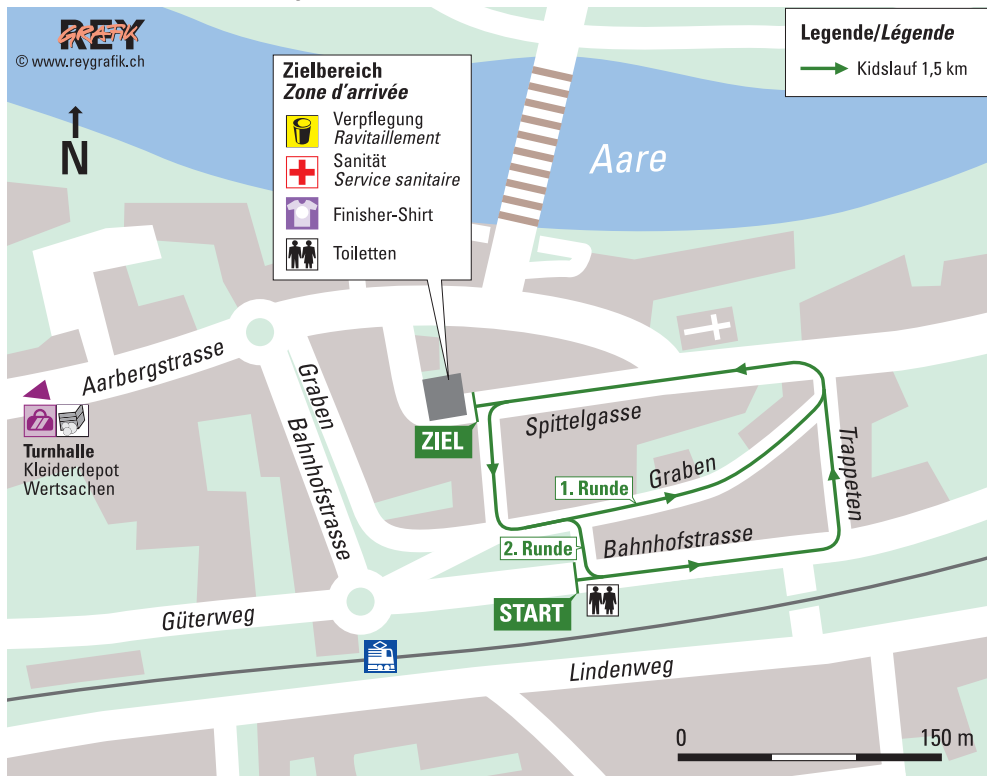 REY
GRAFIK
© www.reygrafik.ch
N
Zielbereich
Zone d'arrivée
Verpflegung
Ravitaillement
Sanität
Service sanitaire
Finisher-Shirt
Toiletten
Legende/Légende
Kidslauf 1,5 km
Aare
Aarbergstrasse
Graben
Bahnhofstrasse
Turnhalle
Kleiderdepot
Wertsachen
ZIEL
Spittelgasse
Graben
Trappeten
1. Runde
2. Runde
Bahnhofstrasse
START
Güterweg
Lindenweg
0
150 m